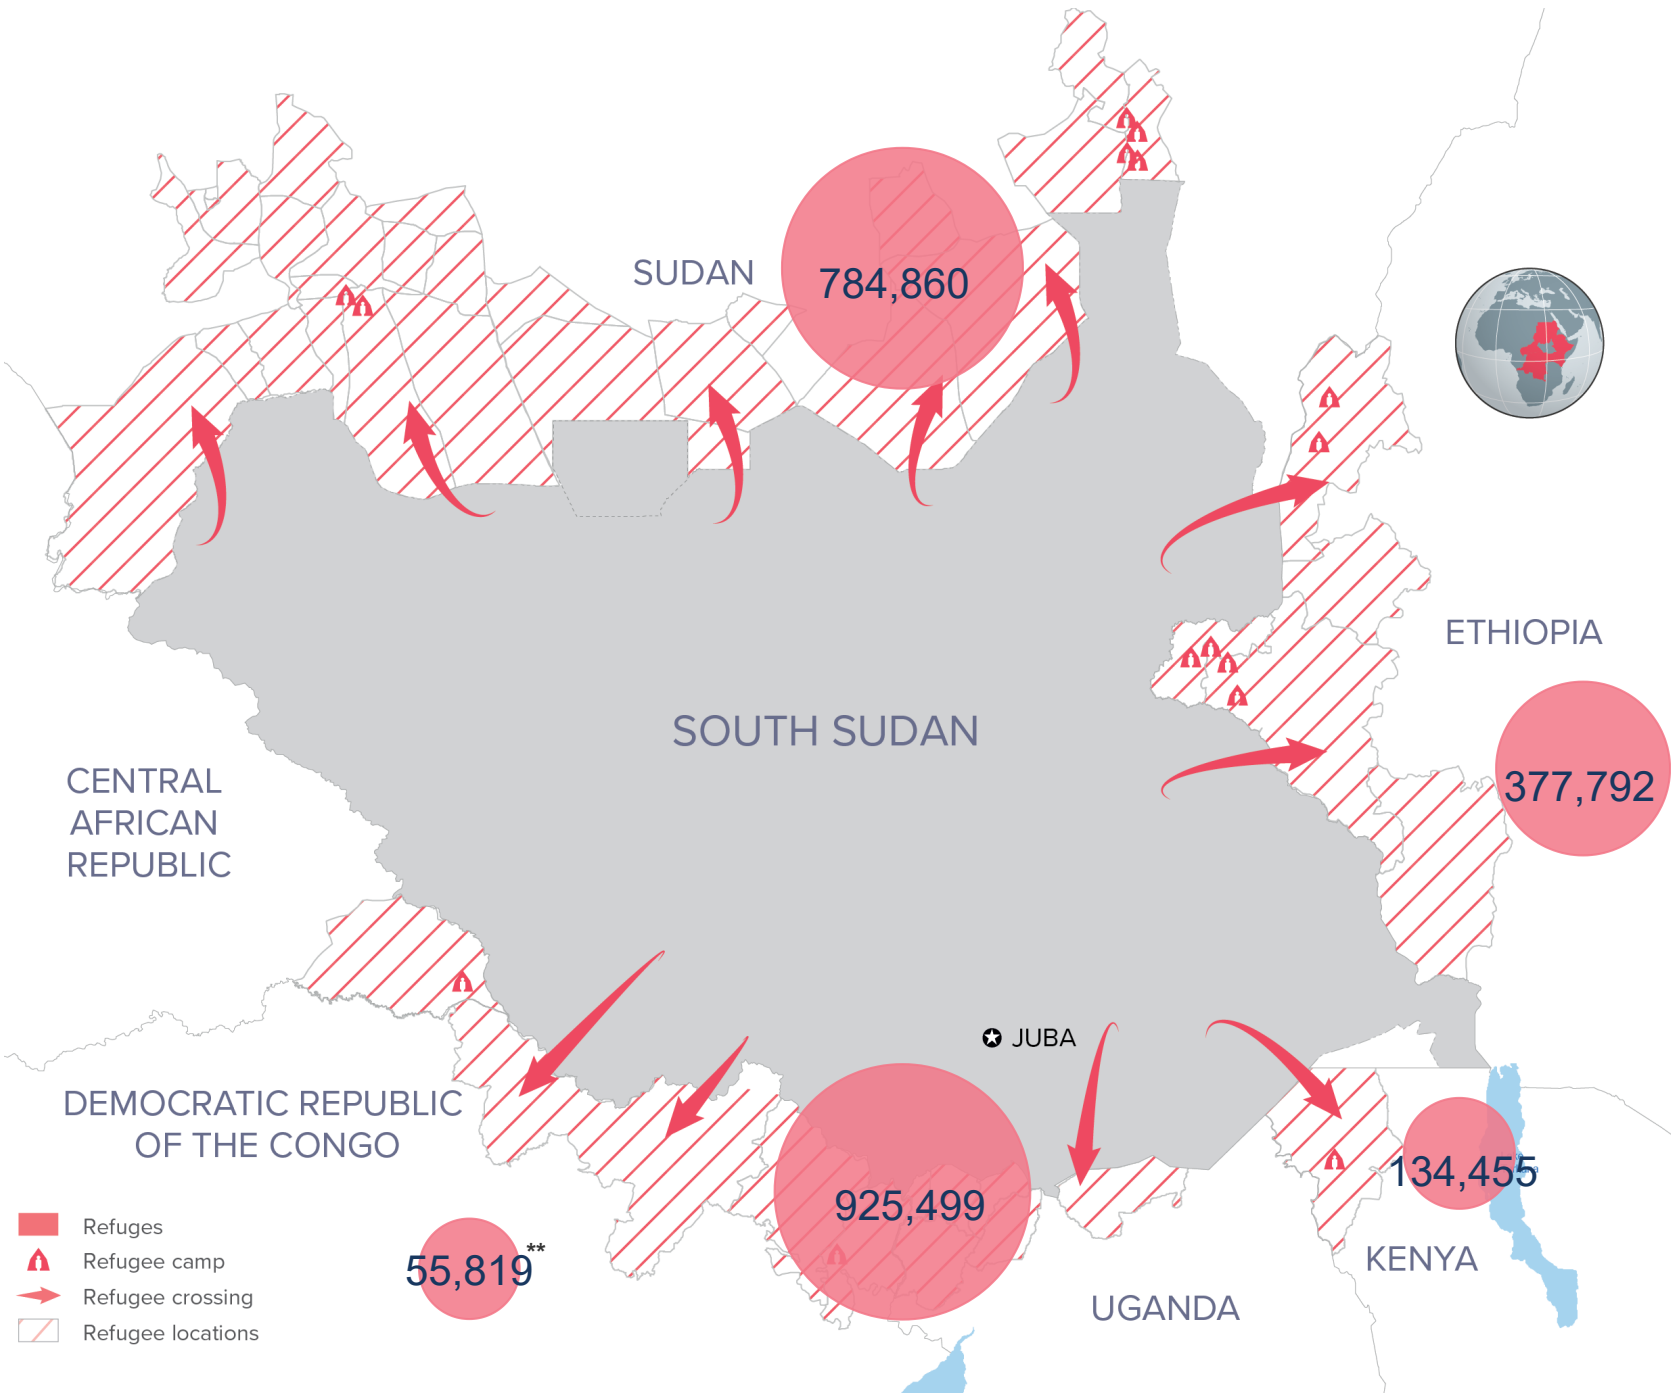 SUDAN
784,860
ETHIOPIA
377,792
SOUTH SUDAN
CENTRAL
AFRICAN
REPUBLIC
JUBA
DEMOCRATIC REPUBLIC
OF THE CONGO
55,819**
925,499
134,455
KENYA
UGANDA
Refuges
Refugee camp
Refugee crossing
Refugee locations